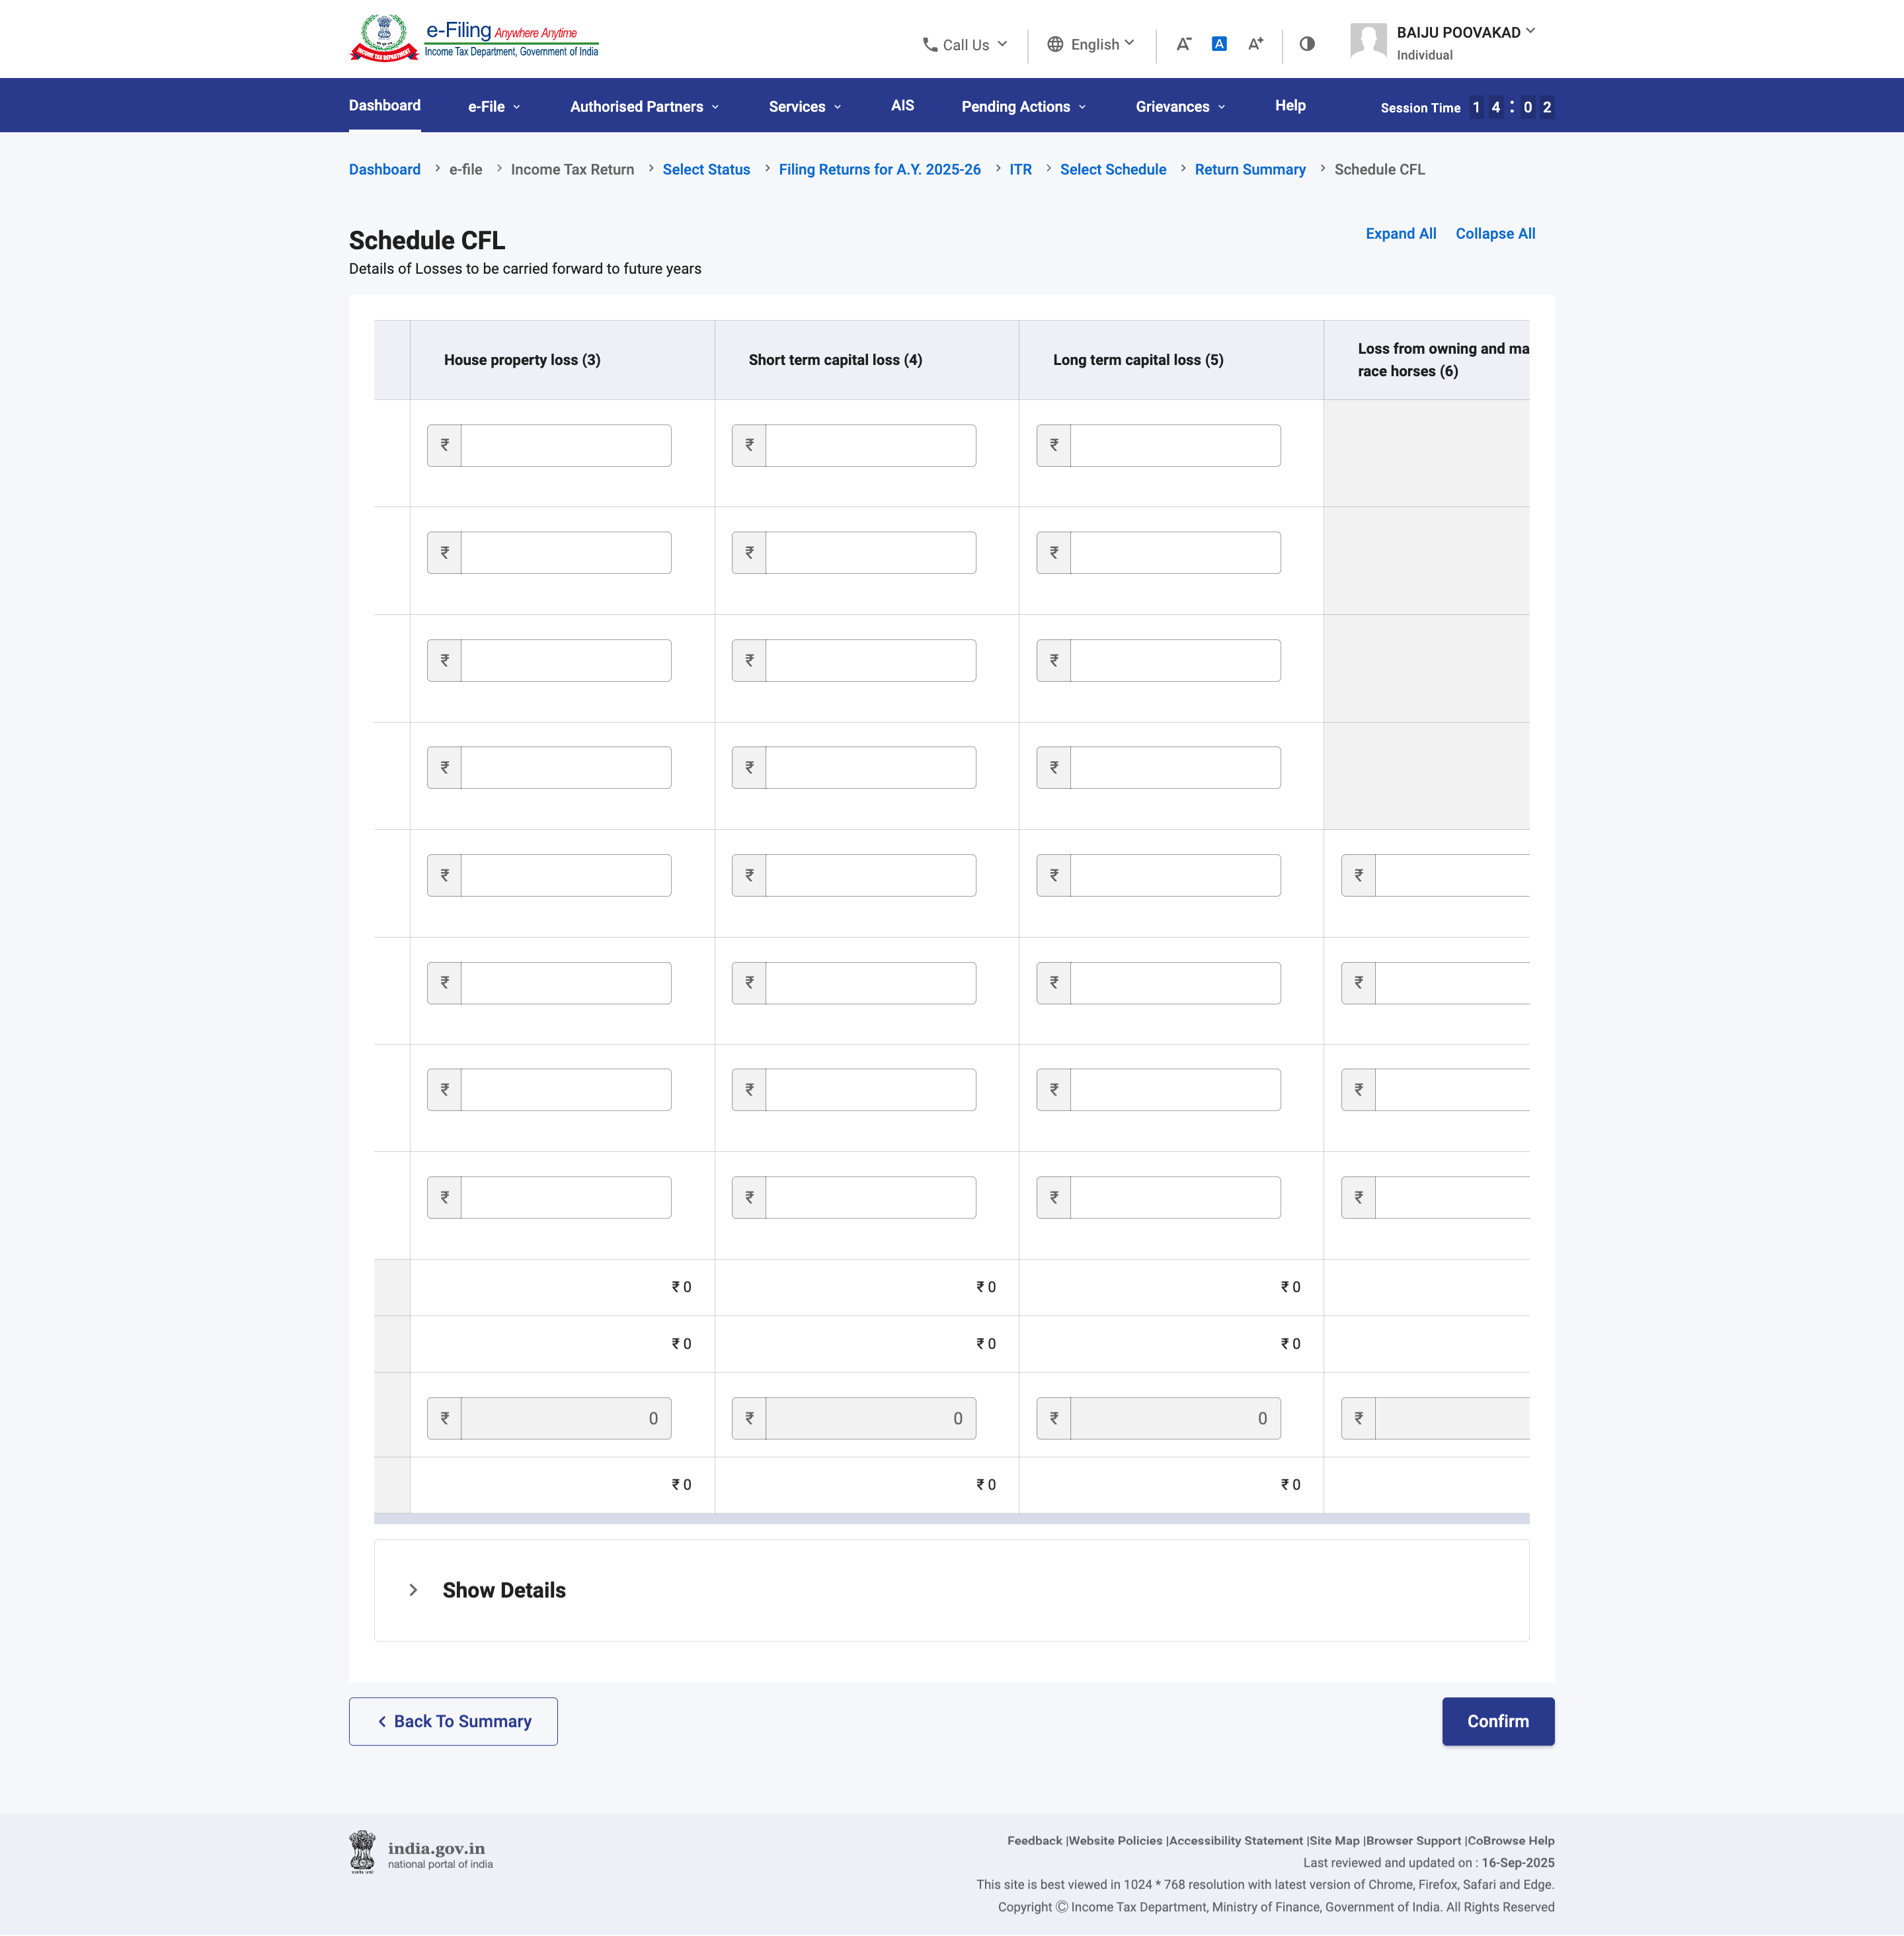 e-Filing Anywhere Anytime
Income Tax Department, Government of India
INCOME TAX DEPARTMENT
Call Us
English
A-
A
A+
BAIJU POOVAKAD
Individual
Dashboard e-File Authorised Partners Services AIS Pending Actions Grievances Help Session Time 14:02
Dashboard > e-file > Income Tax Return > Select Status > Filing Returns for A.Y. 2025-26 > ITR > Select Schedule > Return Summary > Schedule CFL
Schedule CFL
Expand All Collapse All
Details of Losses to be carried forward to future years
House property loss (3) Short term capital loss (4) Long term capital loss (5) Loss from owning and ma
race horses (6)
₹ ₹ ₹
₹ ₹ ₹
₹ ₹ ₹
₹ ₹ ₹
₹ ₹ ₹ ₹
₹ ₹ ₹ ₹
₹ ₹ ₹ ₹
₹ ₹ ₹ ₹
₹ 0 ₹ 0 ₹ 0
₹ 0 ₹ 0 ₹ 0
₹ 0 ₹ 0 ₹ 0 ₹
₹ 0 ₹ 0 ₹ 0
Show Details
Back To Summary
Confirm
india.gov.in
national portal of india
Feedback |Website Policies |Accessibility Statement |Site Map |Browser Support |CoBrowse Help
Last reviewed and updated on : 16-Sep-2025
This site is best viewed in 1024 * 768 resolution with latest version of Chrome, Firefox, Safari and Edge.
Copyright Ⓒ Income Tax Department, Ministry of Finance, Government of India. All Rights Reserved